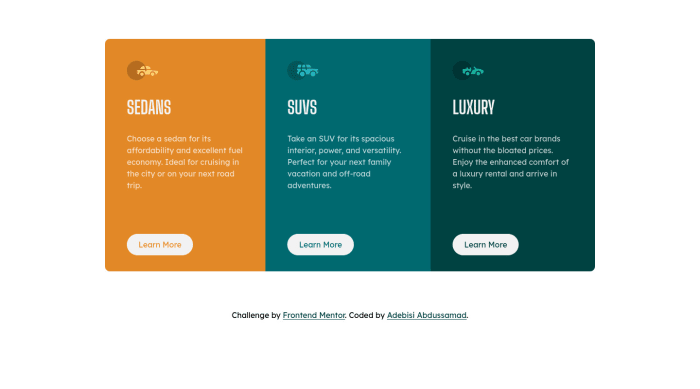 SEDANS
Choose a sedan for its
affordability and excellent fuel
economy. Ideal for cruising in
the city or on your next road
trip.
Learn More
SUVS
Take an SUV for its spacious
interior, power, and versatility.
Perfect for your next family
vacation and off-road
adventures.
Learn More
LUXURY
Cruise in the best car brands
without the bloated prices.
Enjoy the enhanced comfort of
a luxury rental and arrive in
style.
Learn More
Challenge by Frontend Mentor. Coded by Adebisi Abdussamad.